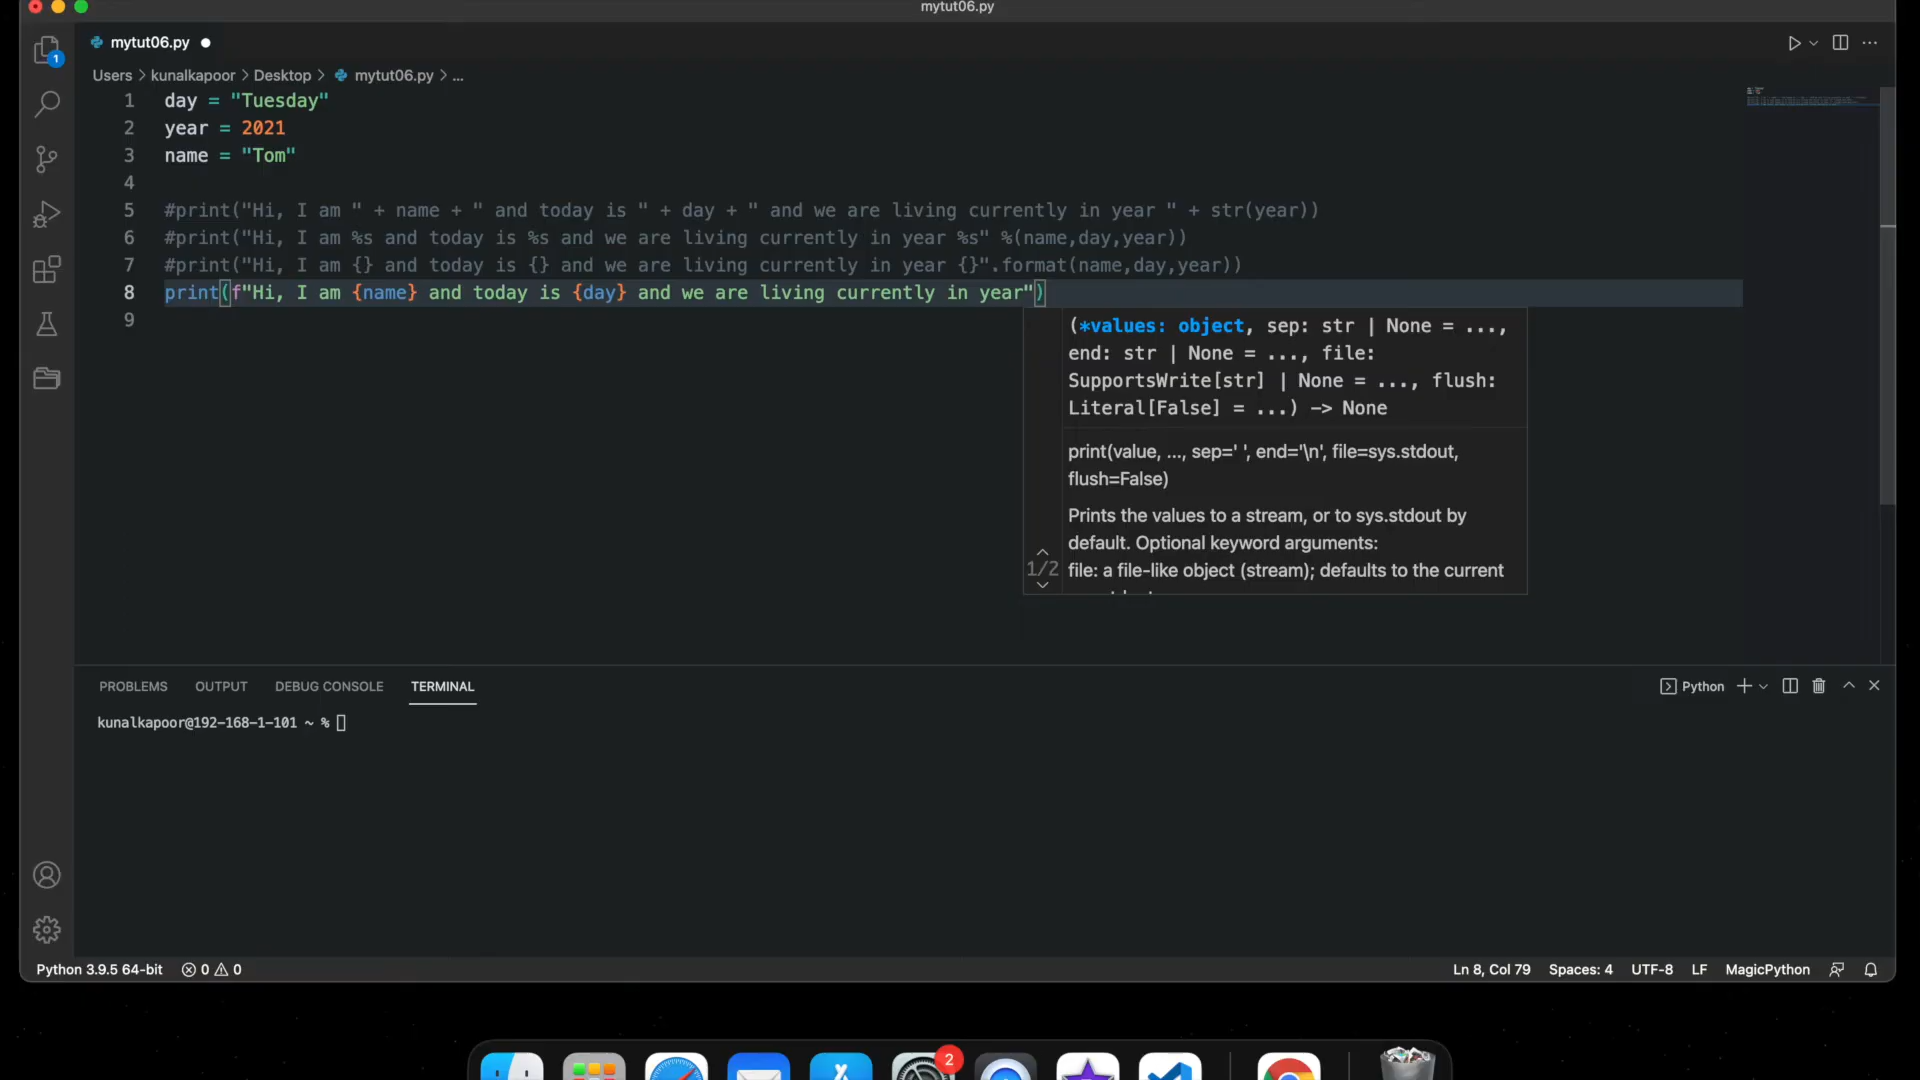 mytut06.py
mytut06.py
1
Users > kunalkapoor > Desktop > mytut06.py > ...
1 day = "Tuesday"
2 year = 2021
3 name = "Tom"
4
5 #print("Hi, I am " + name + " and today is " + day + " and we are living currently in year " + str(year))
6 #print("Hi, I am %s and today is %s and we are living currently in year %s" %(name,day,year))
7 #print("Hi, I am {} and today is {} and we are living currently in year {}".format(name,day,year))
8 print(f"Hi, I am {name} and today is {day} and we are living currently in year")
9
(*values: object, sep: str | None = ...,
end: str | None = ..., file:
SupportsWrite[str] | None = ..., flush:
Literal[False] = ...) -> None
print(value, ..., sep=' ', end='\n', file=sys.stdout,
flush=False)
Prints the values to a stream, or to sys.stdout by
default. Optional keyword arguments:
1/2 file: a file-like object (stream); defaults to the current
PROBLEMS OUTPUT DEBUG CONSOLE TERMINAL Python
kunalkapoor@192-168-1-101 ~ %
Python 3.9.5 64-bit 0 0 Ln 8, Col 79 Spaces: 4 UTF-8 LF MagicPython
2